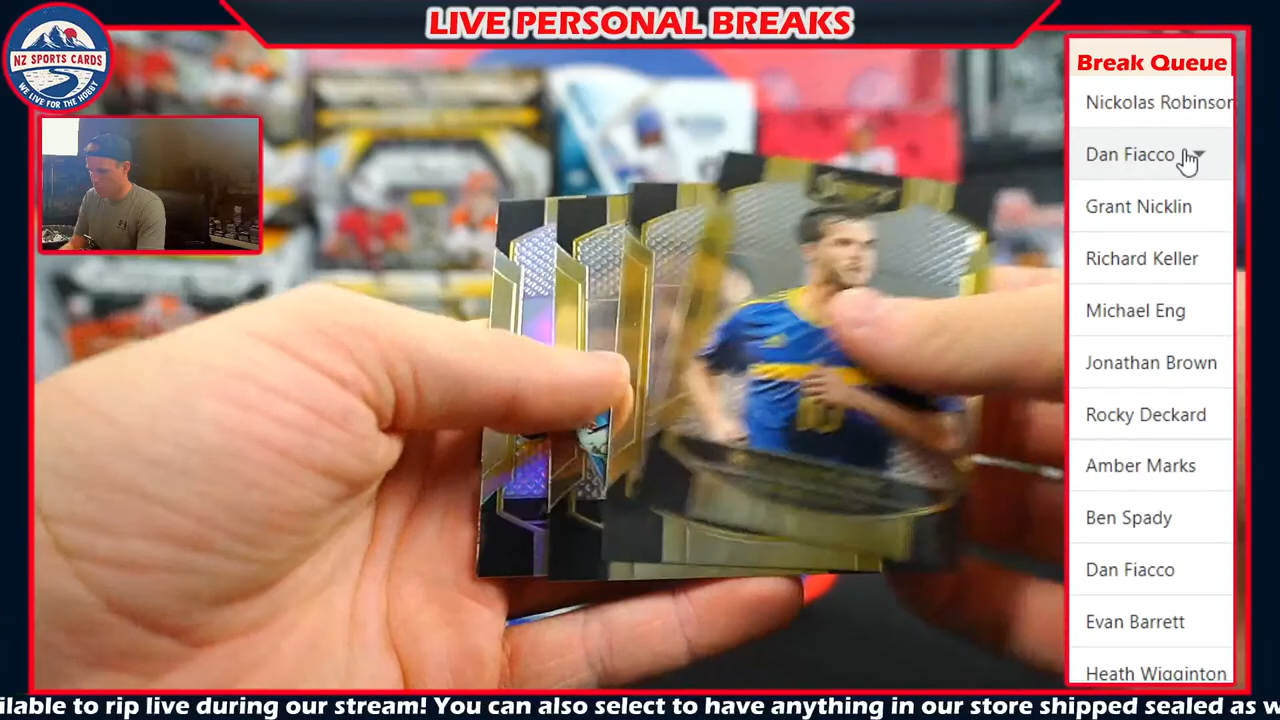 LIVE PERSONAL BREAKS
NZ SPORTS CARDS
WE LIVE FOR THE HOBBY
Break Queue
Nickolas Robinson
Dan Fiacco
Grant Nicklin
Richard Keller
Michael Eng
Jonathan Brown
Rocky Deckard
Amber Marks
Ben Spady
Dan Fiacco
Evan Barrett
Heath Wigginton
ilable to rip live during our stream! You can also select to have anything in our store shipped sealed as w